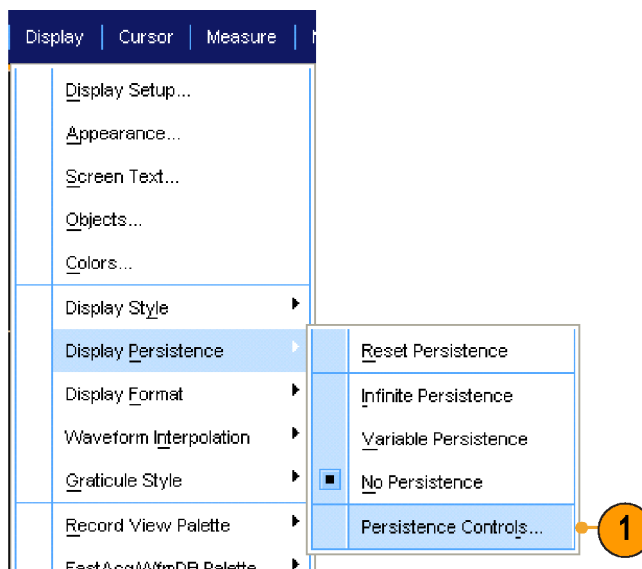 Display Cursor Measure
Display Setup...
Appearance...
Screen Text...
Objects...
Colors...
Display Style
Display Persistence
Display Format
Waveform Interpolation
Graticule Style
Record View Palette
Reset Persistence
Infinite Persistence
Variable Persistence
No Persistence
Persistence Controls...
1